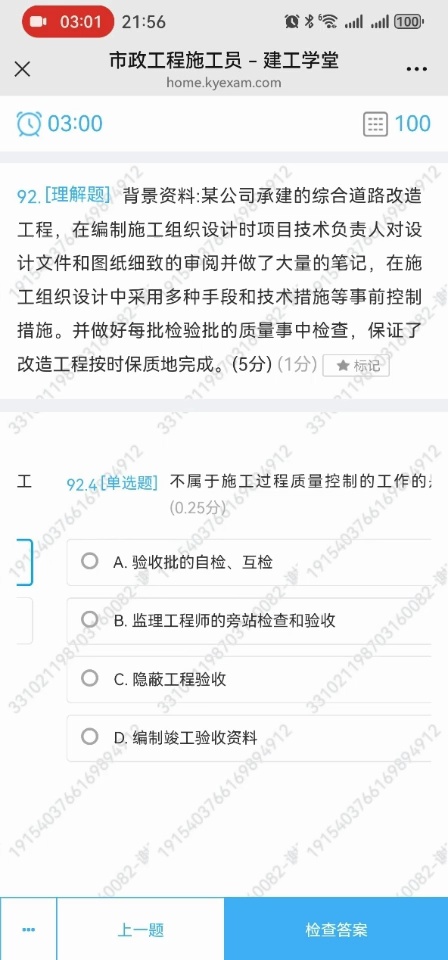 03:01 21:56 6 100
市政工程施工员 – 建工学堂
home.kyexam.com
03:00 100
92.[理解题] 背景资料:某公司承建的综合道路改造
工程，在编制施工组织设计时项目技术负责人对设
计文件和图纸细致的审阅并做了大量的笔记，在施
工组织设计中采用多种手段和技术措施等事前控制
措施。并做好每批检验批的质量事中检查，保证了
改造工程按时保质地完成。(5分) (1分) 标记
工 92.4[单选题] 不属于施工过程质量控制的工作的
(0.25分)
A. 验收批的自检、互检
B. 监理工程师的旁站检查和验收
C. 隐蔽工程验收
D. 编制竣工验收资料
上一题 检查答案